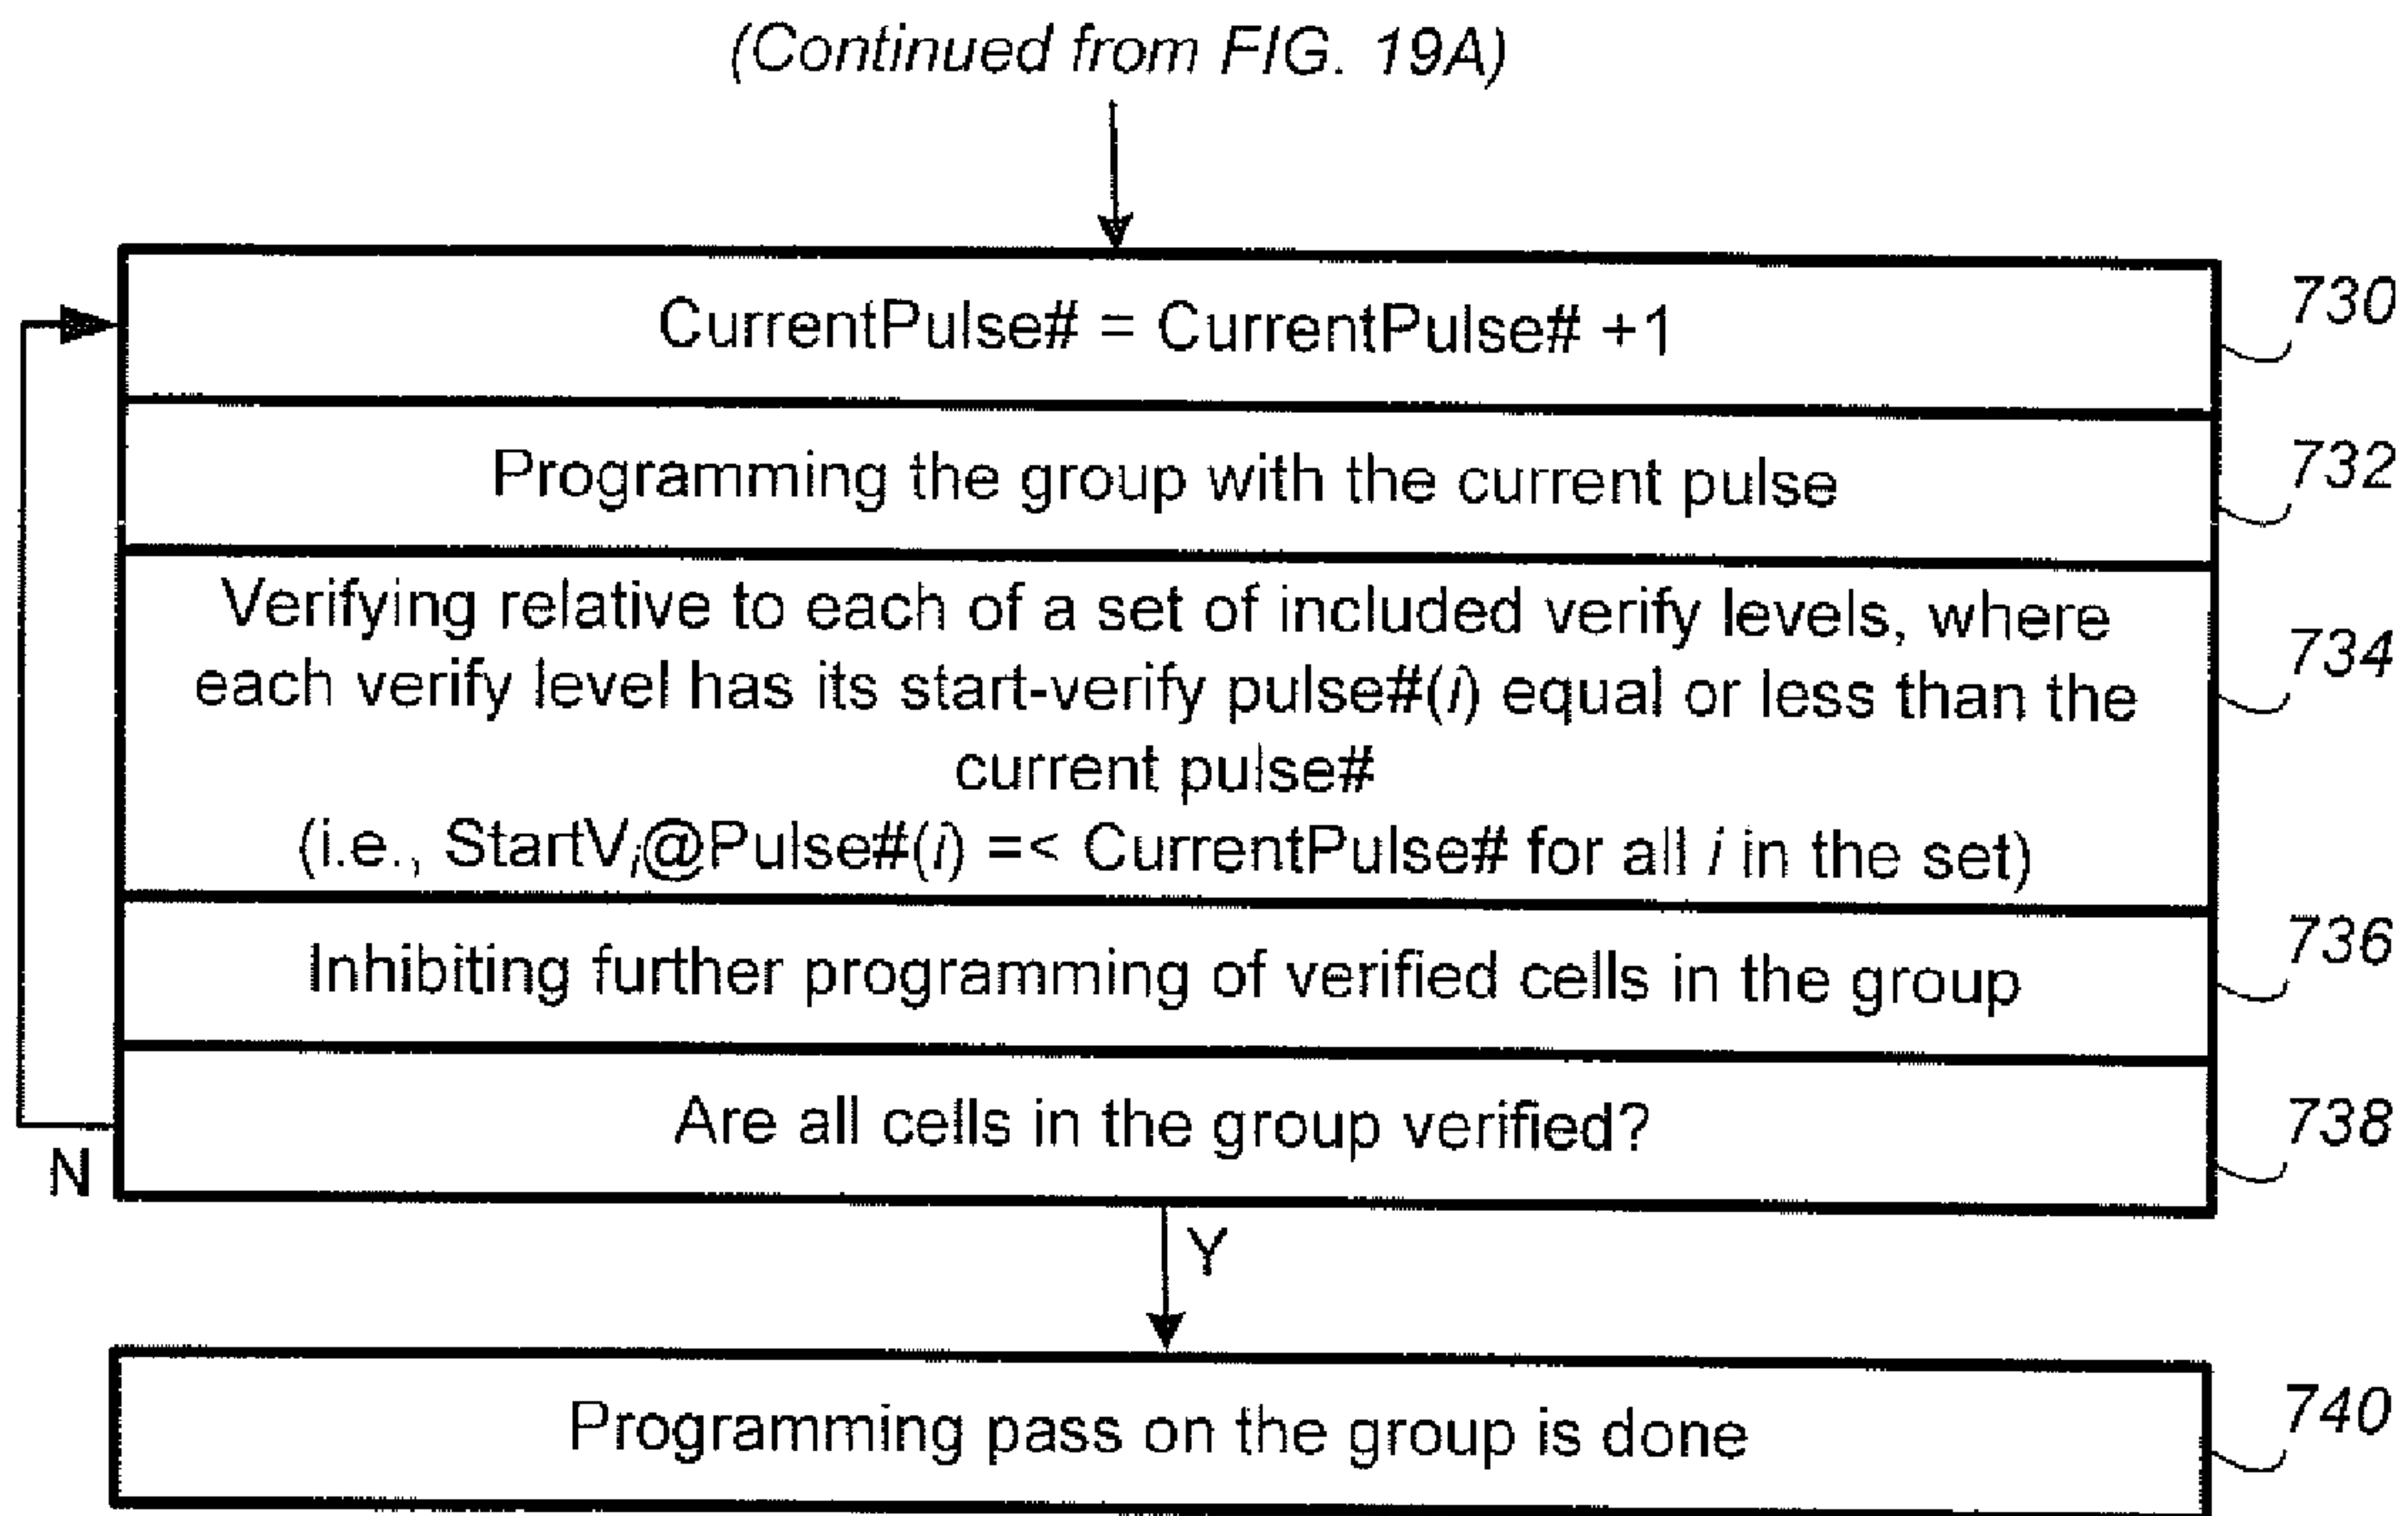 (Continued from FIG. 19A)
CurrentPulse# = CurrentPulse# +1
730
Programming the group with the current pulse
732
Verifying relative to each of a set of included verify levels, where
each verify level has its start-verify pulse#(i) equal or less than the
current pulse#
(i.e., StartVi@Pulse#(i) =< CurrentPulse# for all i in the set)
734
Inhibiting further programming of verified cells in the group
736
Are all cells in the group verified?
738
N
Y
Programming pass on the group is done
740